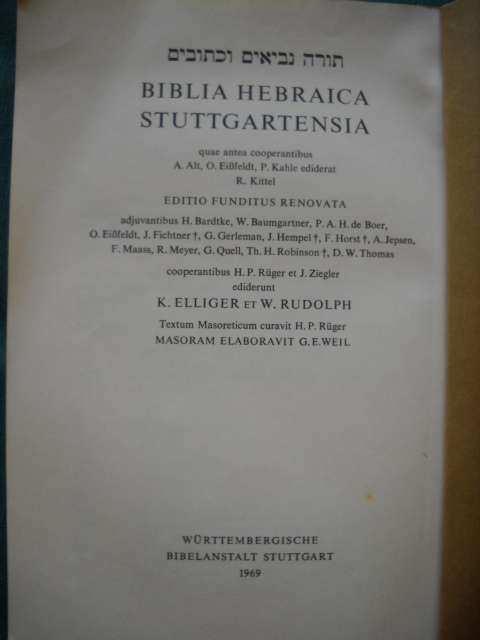 תורה נביאים וכתובים
BIBLIA HEBRAICA
STUTTGARTENSIA
quae antea cooperantibus
A. Alt, O. Eißfeldt, P. Kahle ediderat
R. Kittel
EDITIO FUNDITUS RENOVATA
adjuvantibus H. Bardtke, W. Baumgartner, P. A. H. de Boer,
O. Eißfeldt, J. Fichtner †, G. Gerleman, J. Hempel †, F. Horst †, A. Jepsen,
F. Maass, R. Meyer, G. Quell, Th. H. Robinson †, D. W. Thomas
cooperantibus H. P. Rüger et J. Ziegler
ediderunt
K. ELLIGER ET W. RUDOLPH
Textum Masoreticum curavit H. P. Rüger
MASORAM ELABORAVIT G. E. WEIL
WÜRTTEMBERGISCHE
BIBELANSTALT STUTTGART
1969